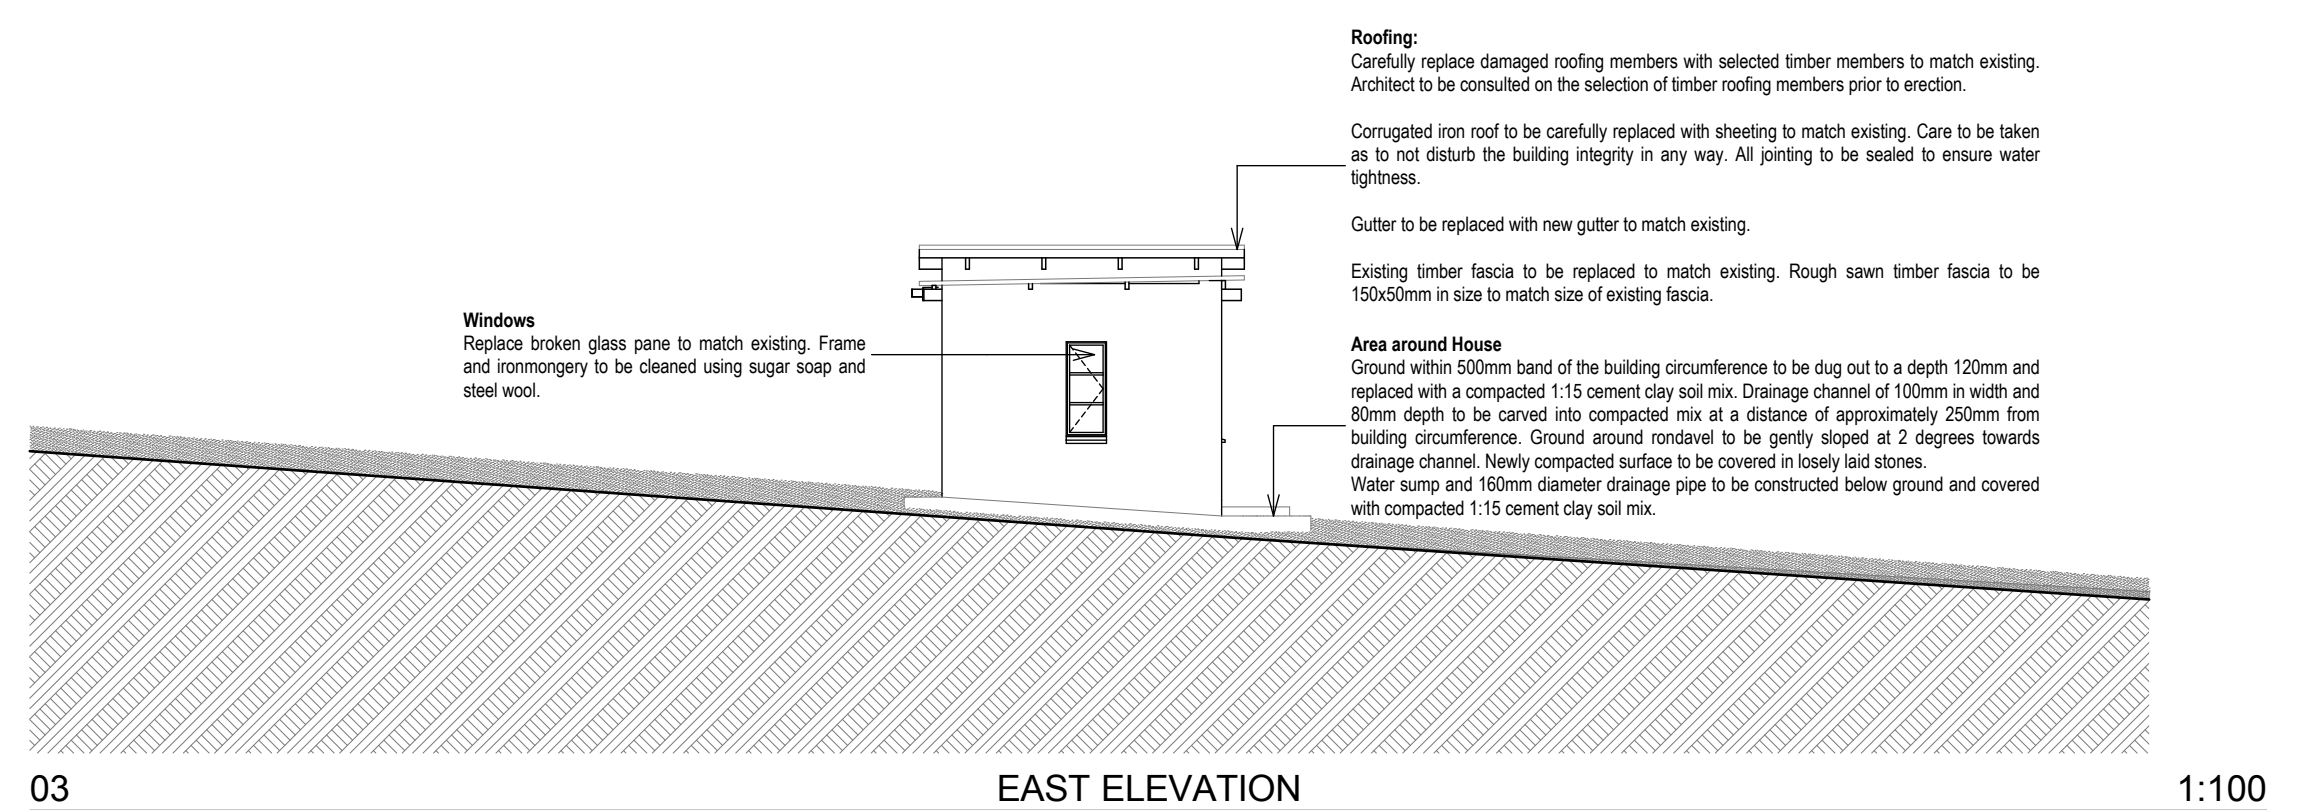 Roofing:
Carefully replace damaged roofing members with selected timber members to match existing.
Architect to be consulted on the selection of timber roofing members prior to erection.
Corrugated iron roof to be carefully replaced with sheeting to match existing. Care to be taken
as to not disturb the building integrity in any way. All jointing to be sealed to ensure water
tightness.
Gutter to be replaced with new gutter to match existing.
Existing timber fascia to be replaced to match existing. Rough sawn timber fascia to be
150x50mm in size to match size of existing fascia.
Windows
Replace broken glass pane to match existing. Frame
and ironmongery to be cleaned using sugar soap and
steel wool.
Area around House
Ground within 500mm band of the building circumference to be dug out to a depth 120mm and
replaced with a compacted 1:15 cement clay soil mix. Drainage channel of 100mm in width and
80mm depth to be carved into compacted mix at a distance of approximately 250mm from
building circumference. Ground around rondavel to be gently sloped at 2 degrees towards
drainage channel. Newly compacted surface to be covered in losely laid stones.
Water sump and 160mm diameter drainage pipe to be constructed below ground and covered
with compacted 1:15 cement clay soil mix.
03
EAST ELEVATION
1:100